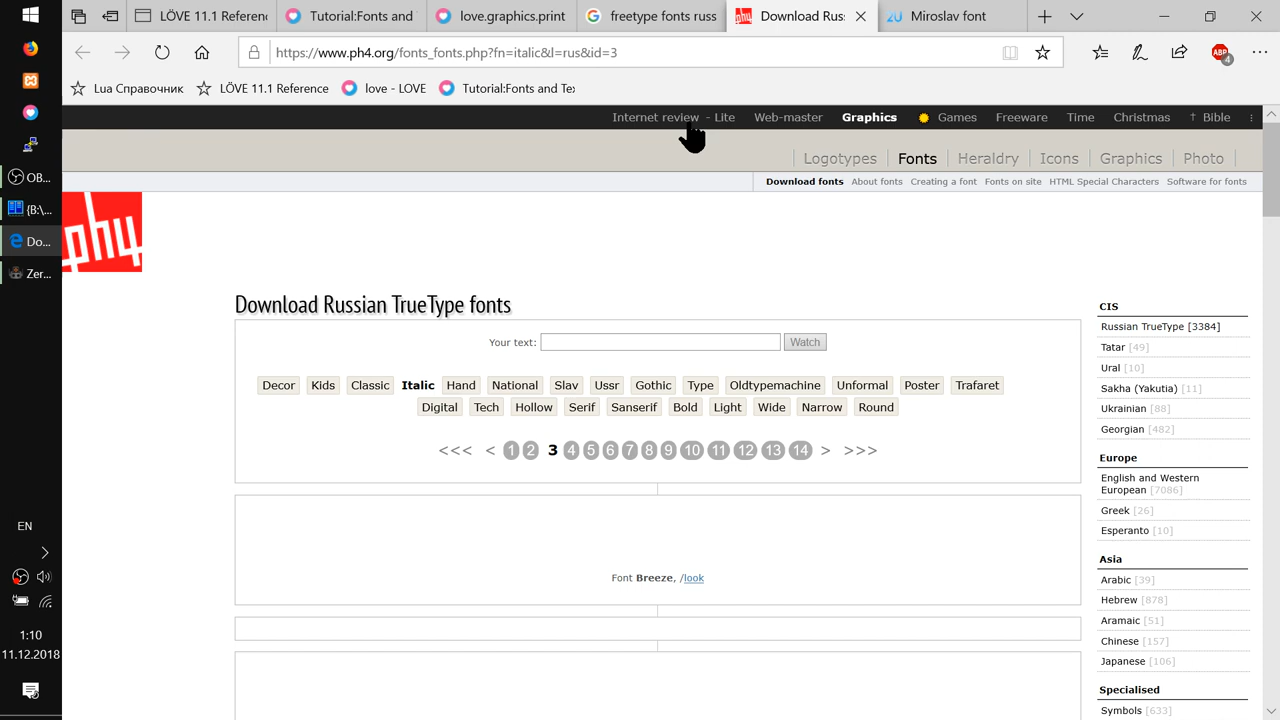 LÖVE 11.1 Referenc
Tutorial:Fonts and
love.graphics.print
freetype fonts russ
Download Rus
Miroslav font
https://www.ph4.org/fonts_fonts.php?fn=italic&l=rus&id=3
ABP
4
Lua Справочник
LÖVE 11.1 Reference
love - LOVE
Tutorial:Fonts and Te
Internet review - Lite Web-master Graphics Games Freeware Time Christmas † Bible
Logotypes Fonts Heraldry Icons Graphics Photo
Download fonts About fonts Creating a font Fonts on site HTML Special Characters Software for fonts
phy
Download Russian TrueType fonts
Your text: Watch
Decor Kids Classic Italic Hand National Slav Ussr Gothic Type Oldtypemachine Unformal Poster Trafaret
Digital Tech Hollow Serif Sanserif Bold Light Wide Narrow Round
<<< < 1 2 3 4 5 6 7 8 9 10 11 12 13 14 > >>>
Font Breeze, /look
CIS
Russian TrueType [3384]
Tatar [49]
Ural [10]
Sakha (Yakutia) [11]
Ukrainian [88]
Georgian [482]
Europe
English and Western
European [7086]
Greek [26]
Esperanto [10]
Asia
Arabic [39]
Hebrew [878]
Aramaic [51]
Chinese [157]
Japanese [106]
Specialised
Symbols [633]
OB...
{B:\...
Do...
Zer...
EN
1:10
11.12.2018